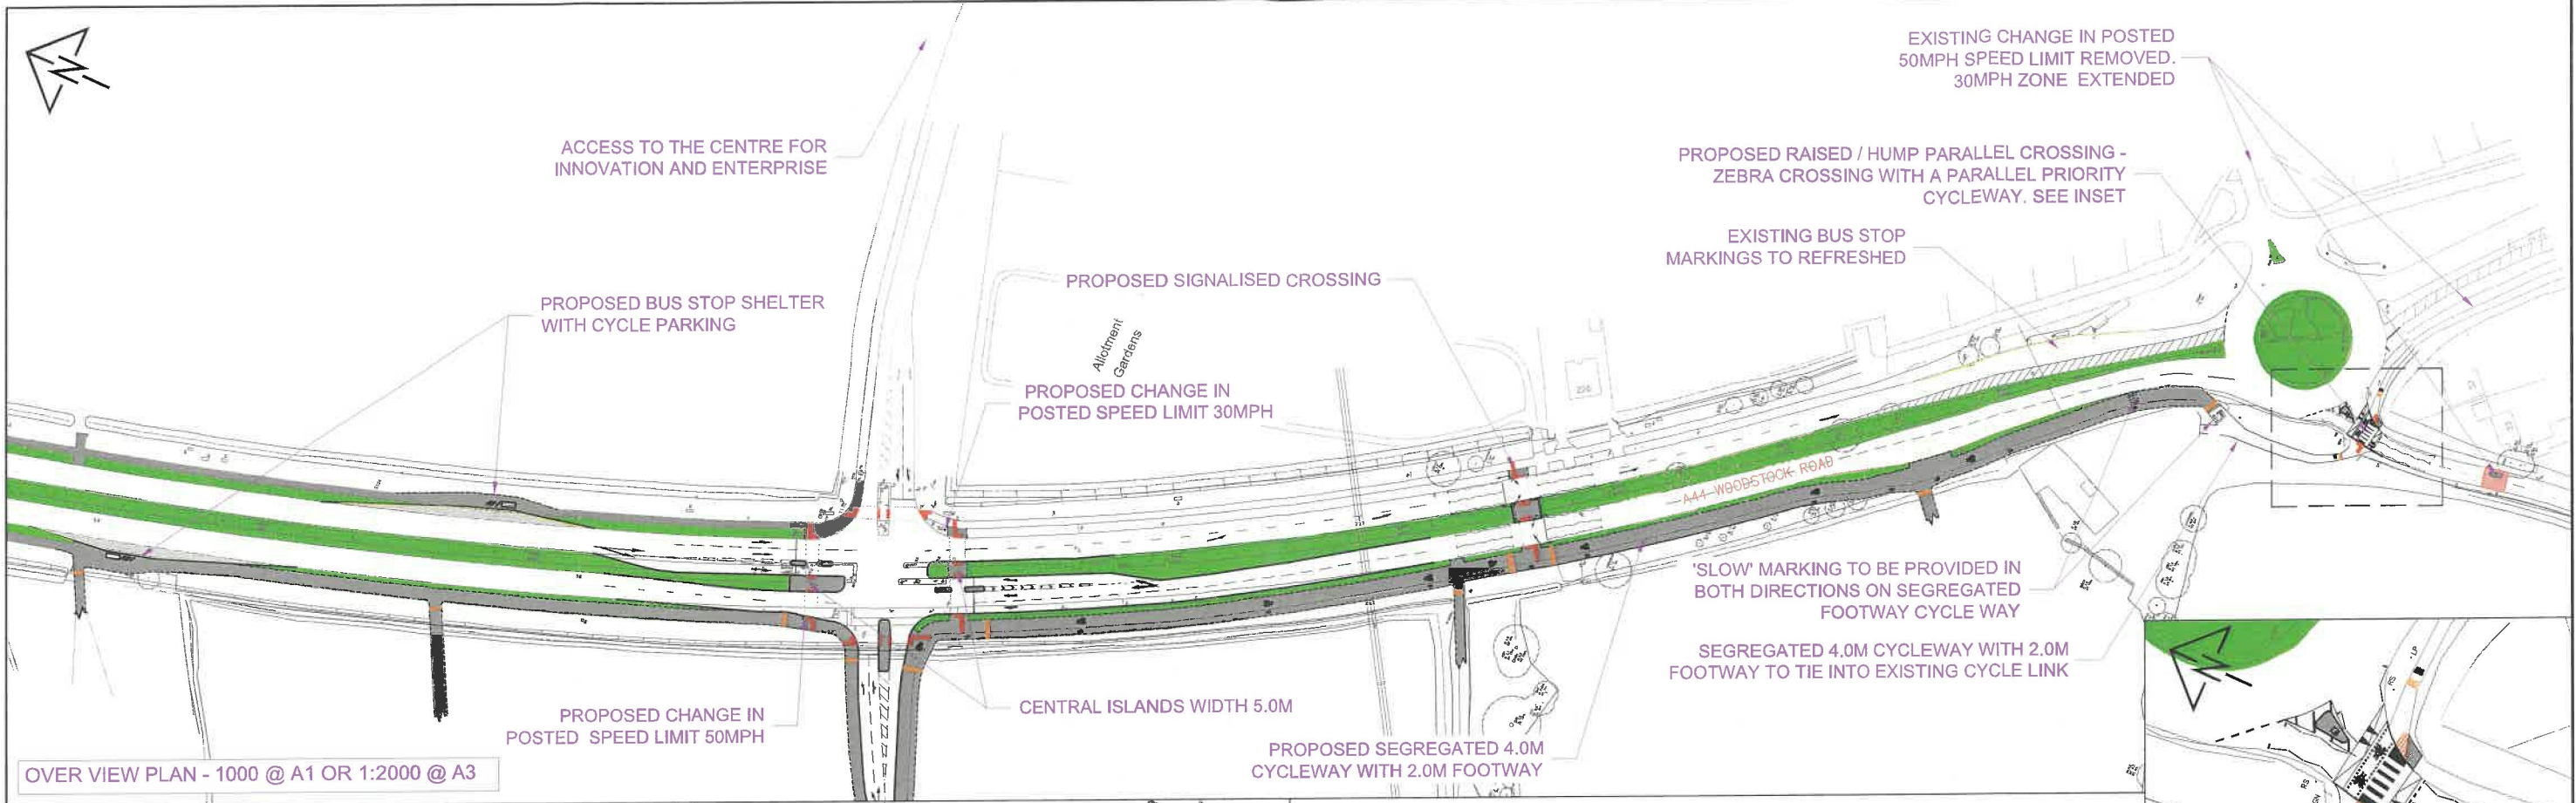 EXISTING CHANGE IN POSTED
50MPH SPEED LIMIT REMOVED.
30MPH ZONE EXTENDED
ACCESS TO THE CENTRE FOR
INNOVATION AND ENTERPRISE
PROPOSED RAISED / HUMP PARALLEL CROSSING -
ZEBRA CROSSING WITH A PARALLEL PRIORITY
CYCLEWAY. SEE INSET
EXISTING BUS STOP
MARKINGS TO REFRESHED
PROPOSED SIGNALISED CROSSING
PROPOSED BUS STOP SHELTER
WITH CYCLE PARKING
Allotment
Gardens
PROPOSED CHANGE IN
POSTED SPEED LIMIT 30MPH
A44 WOODSTOCK ROAD
'SLOW' MARKING TO BE PROVIDED IN
BOTH DIRECTIONS ON SEGREGATED
FOOTWAY CYCLE WAY
SEGREGATED 4.0M CYCLEWAY WITH 2.0M
FOOTWAY TO TIE INTO EXISTING CYCLE LINK
CENTRAL ISLANDS WIDTH 5.0M
PROPOSED CHANGE IN
POSTED SPEED LIMIT 50MPH
PROPOSED SEGREGATED 4.0M
CYCLEWAY WITH 2.0M FOOTWAY
OVER VIEW PLAN - 1000 @ A1 OR 1:2000 @ A3
LP
RS
RS